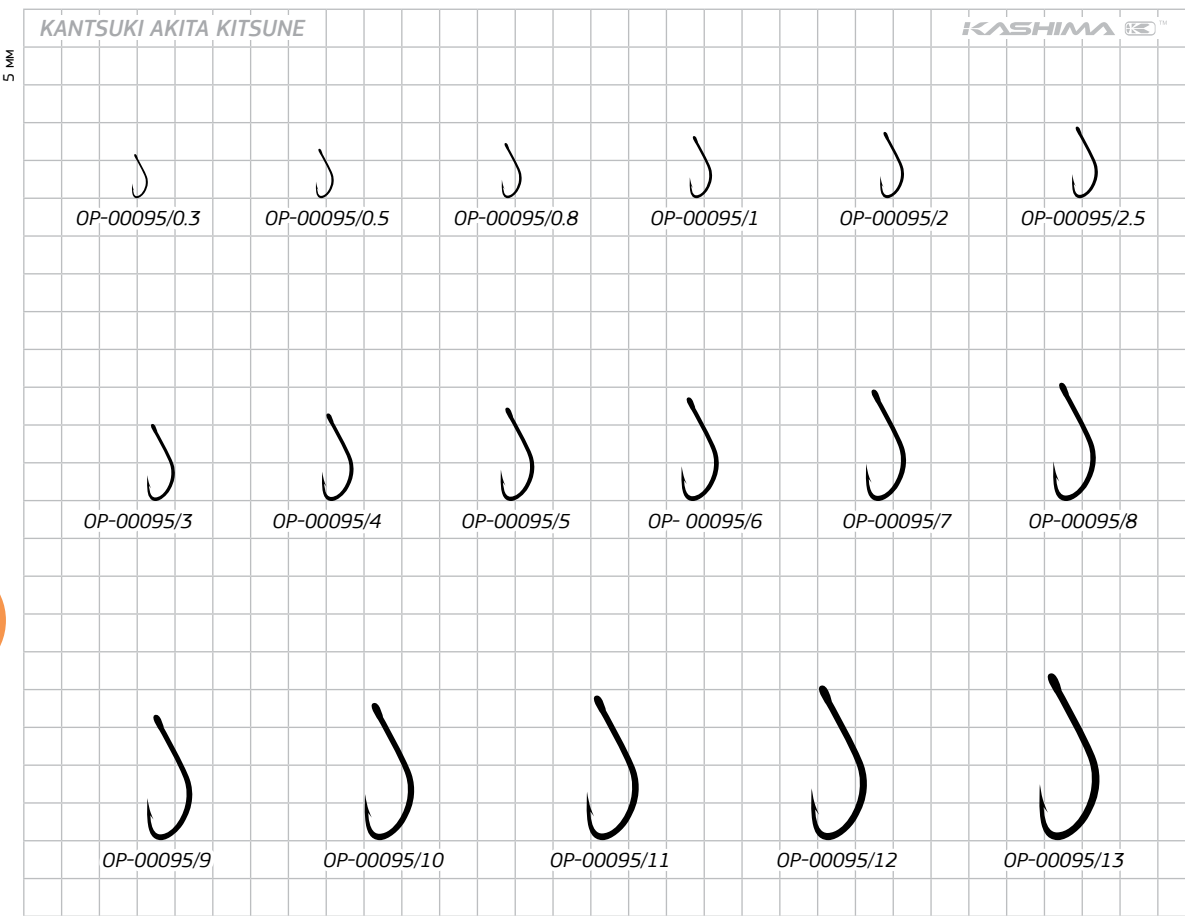 KANTSUKI AKITA KITSUNE
KASHIMA K ™
5 мм
OP-00095/0.3 OP-00095/0.5 OP-00095/0.8 OP-00095/1 OP-00095/2 OP-00095/2.5
OP-00095/3 OP-00095/4 OP-00095/5 OP- 00095/6 OP-00095/7 OP-00095/8
OP-00095/9 OP-00095/10 OP-00095/11 OP-00095/12 OP-00095/13